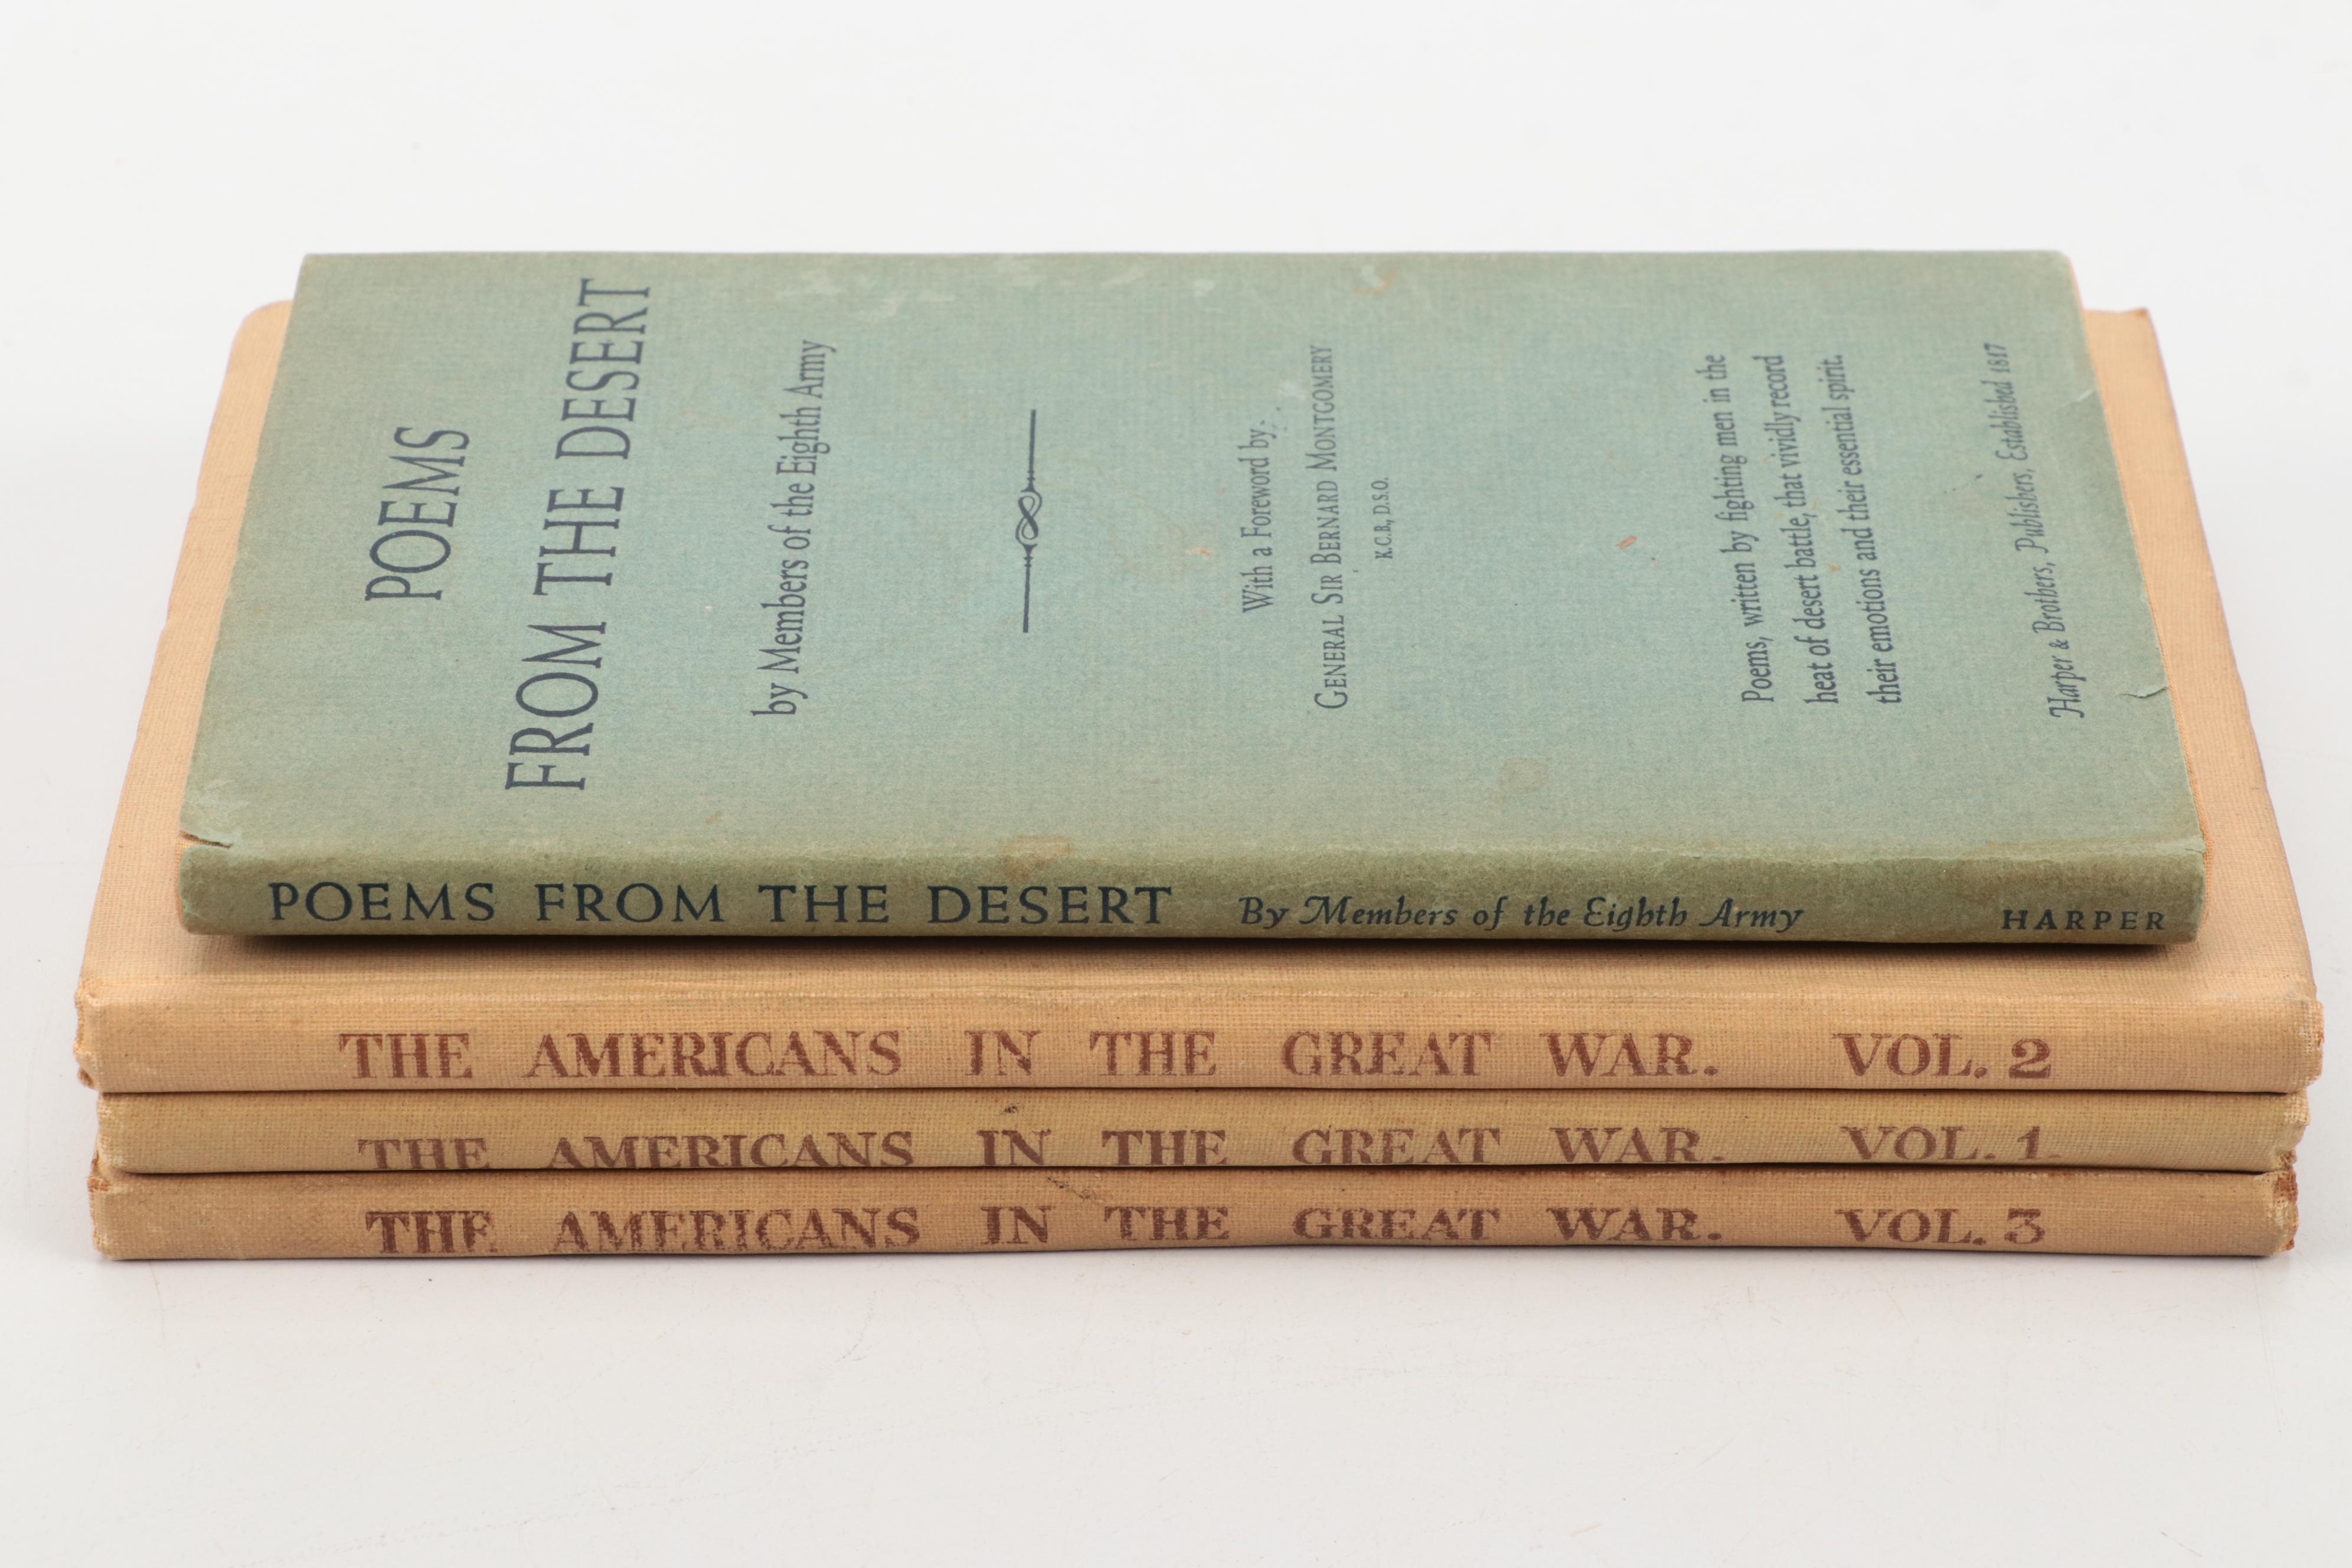 POEMS
FROM THE DESERT
by Members of the Eighth Army
With a Foreword by
GENERAL SIR BERNARD MONTGOMERY
K.C.B., D.S.O.
Poems, written by fighting men in the
heat of desert battle, that vividly record
their emotions and their essential spirit.
Harper & Brothers, Publishers, Established 1817
POEMS FROM THE DESERT By Members of the Eighth Army HARPER
THE AMERICANS IN THE GREAT WAR. VOL. 2
THE AMERICANS IN THE GREAT WAR. VOL. 1.
THE AMERICANS IN THE GREAT WAR. VOL. 3